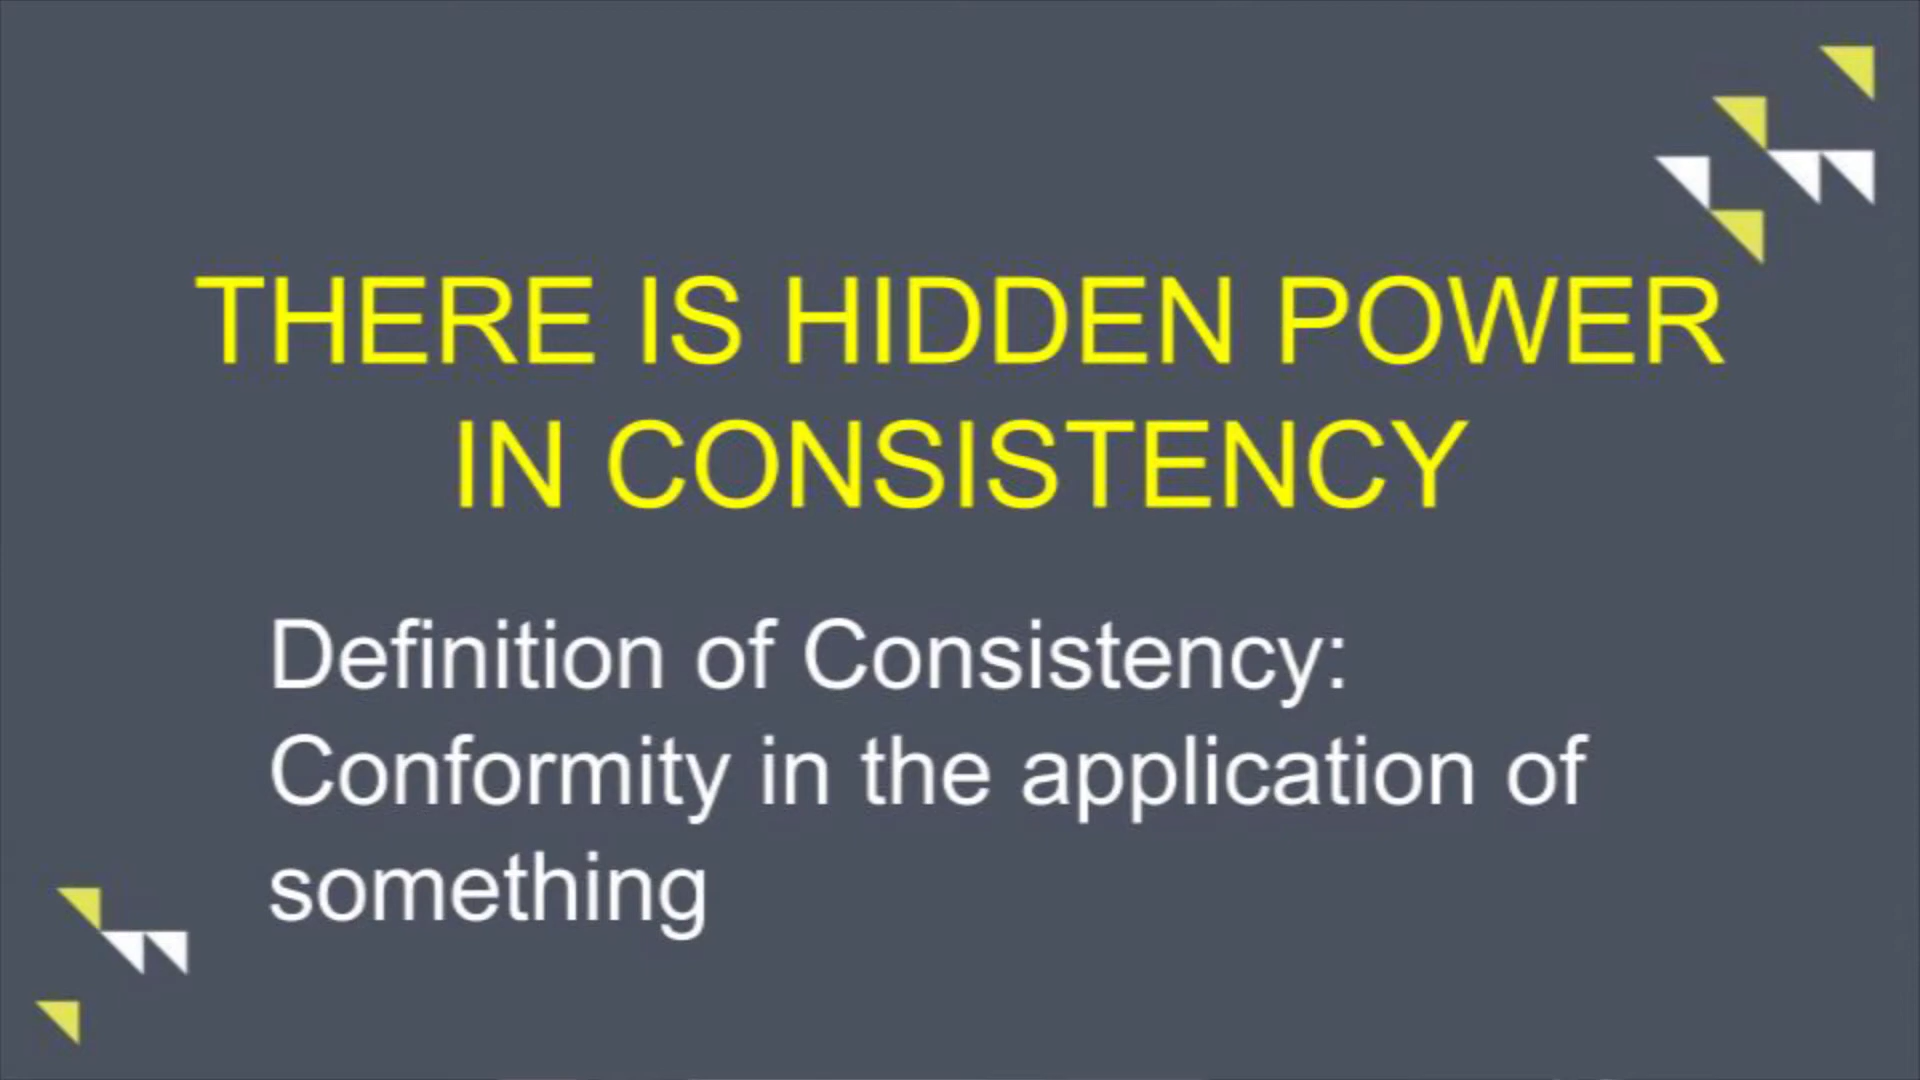 THERE IS HIDDEN POWER
IN CONSISTENCY
Definition of Consistency:
Conformity in the application of
something